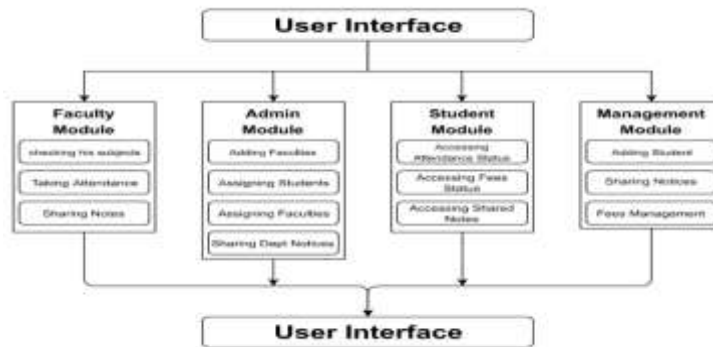 User Interface
Faculty
Module
checking his subjects
Taking Attendance
Sharing Notes
Admin
Module
Adding Faculties
Assigning Students
Assigning Faculties
Sharing Dept Notices
Student
Module
Accessing
Attendance Status
Accessing Fees
Status
Accessing Shared
Notes
Management
Module
Adding Student
Sharing Notices
Fees Management
User Interface